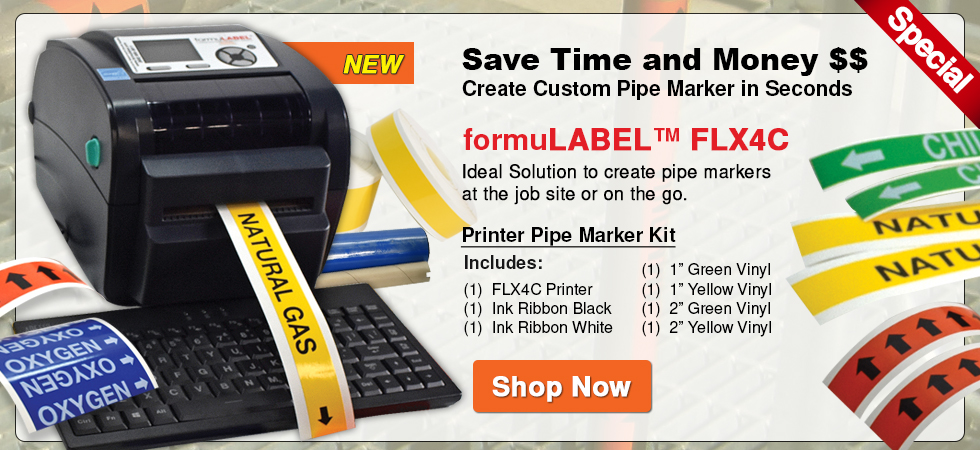 Special
NEW
Save Time and Money $$
Create Custom Pipe Marker in Seconds
formuLABEL™ FLX4C
Ideal Solution to create pipe markers
at the job site or on the go.
Printer Pipe Marker Kit
Includes:
(1) FLX4C Printer
(1) Ink Ribbon Black
(1) Ink Ribbon White
(1) 1” Green Vinyl
(1) 1” Yellow Vinyl
(1) 2” Green Vinyl
(1) 2” Yellow Vinyl
Shop Now
formuLABEL
NATURAL GAS
OXYGEN
OXYGEN
OXYGEN
OXYGEN
CHI
C
NATU
NATU